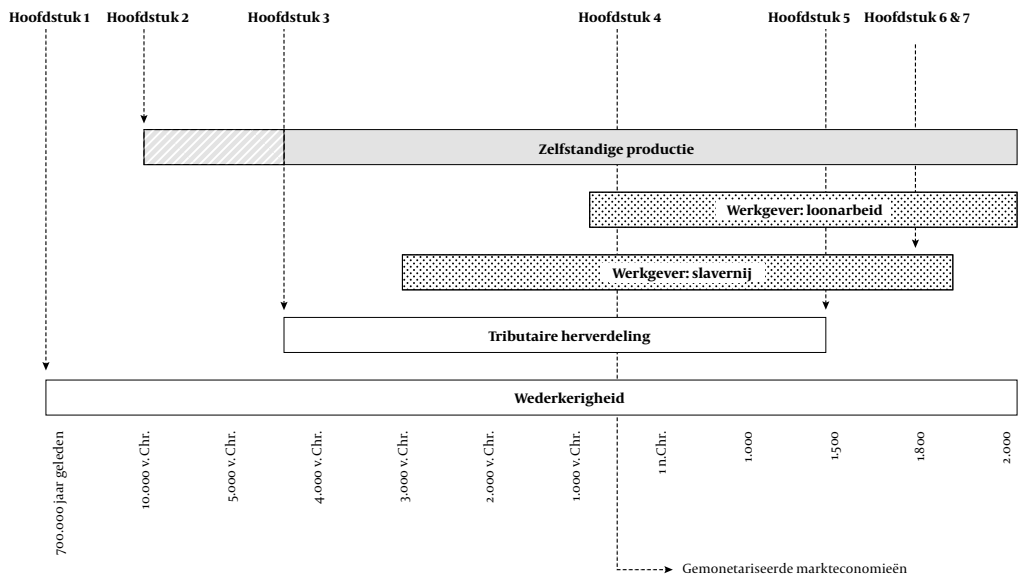 Hoofdstuk 1 Hoofdstuk 2 Hoofdstuk 3 Hoofdstuk 4 Hoofdstuk 5 Hoofdstuk 6 & 7
Zelfstandige productie
Werkgever: loonarbeid
Werkgever: slavernij
Tributaire herverdeling
Wederkerigheid
700.000 jaar geleden
10.000 v. Chr.
5.000 v. Chr.
4.000 v. Chr.
3.000 v. Chr.
2.000 v. Chr.
1.000 v. Chr.
1 n.Chr.
1.000
1.500
1.800
2.000
Gemonetariseerde markteconomieën